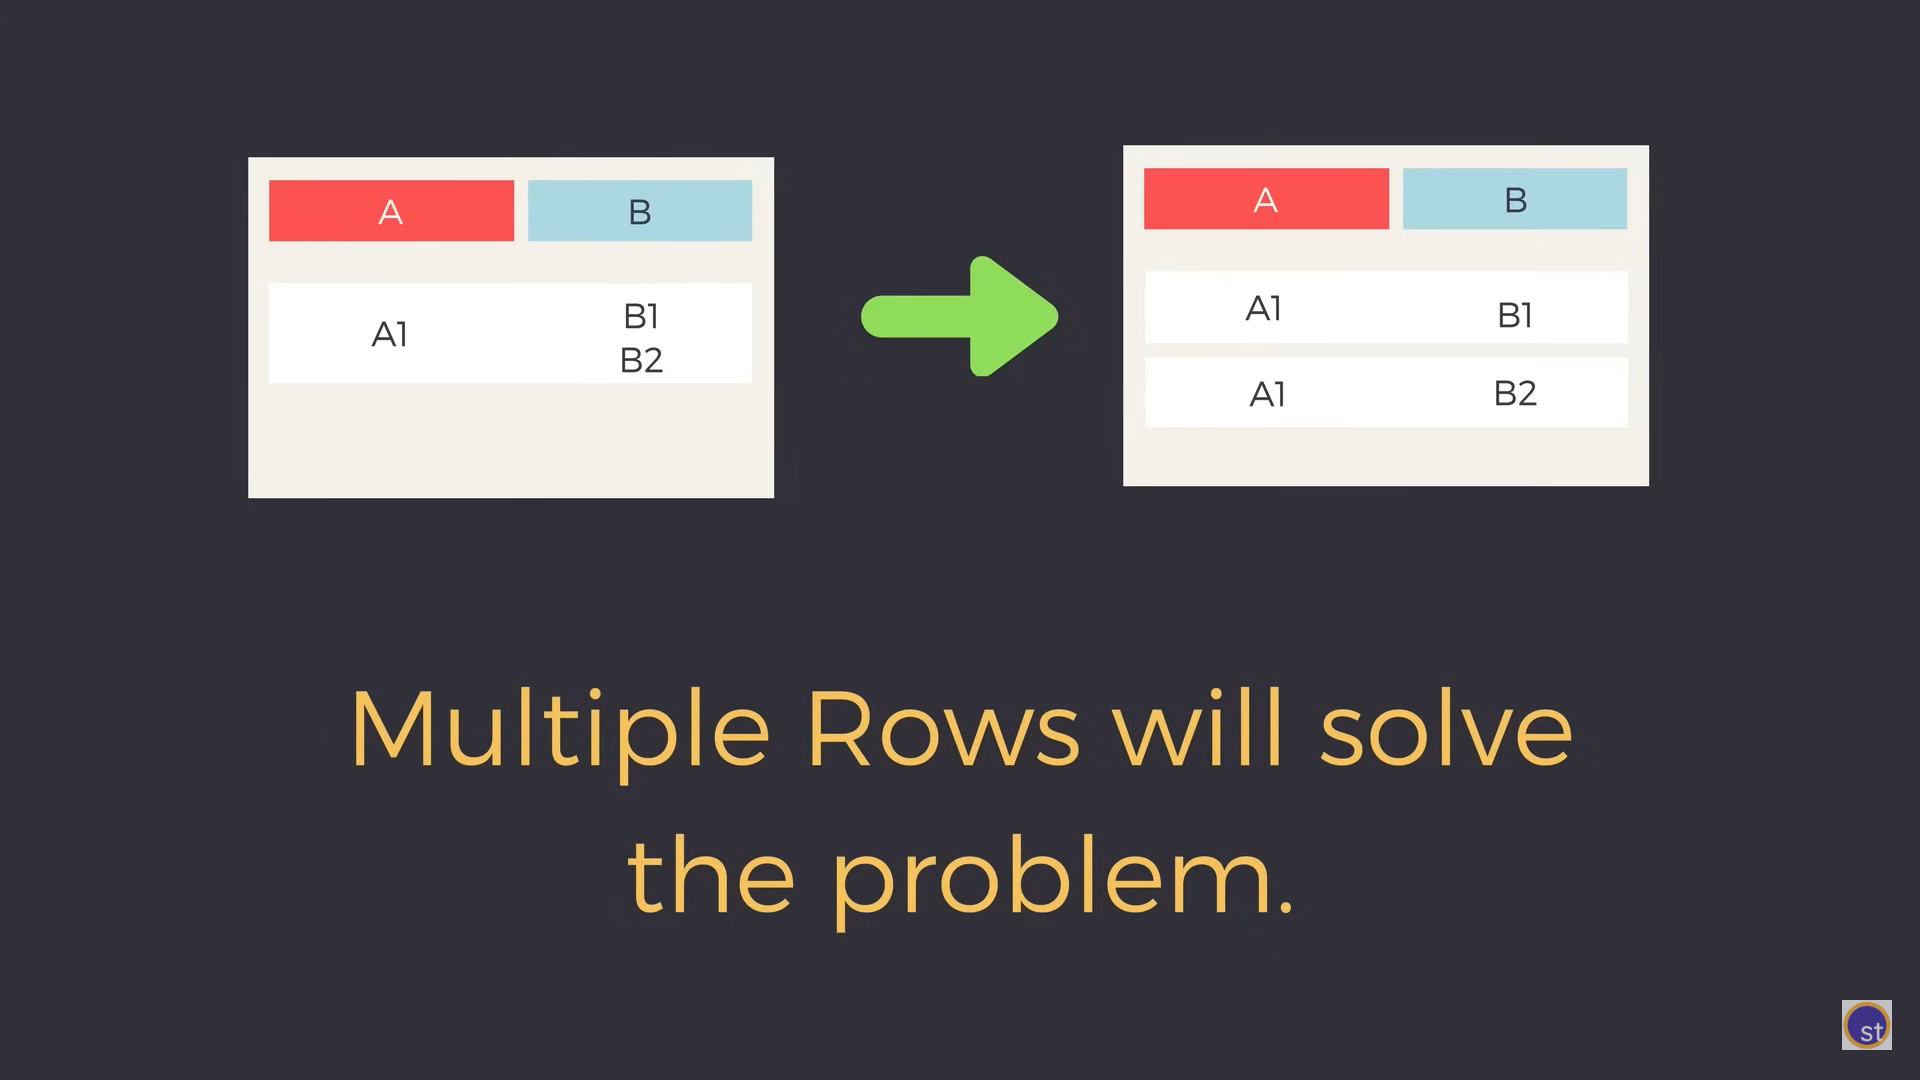 A B
A1 B1
B2
A B
A1 B1
A1 B2
Multiple Rows will solve
the problem.
st